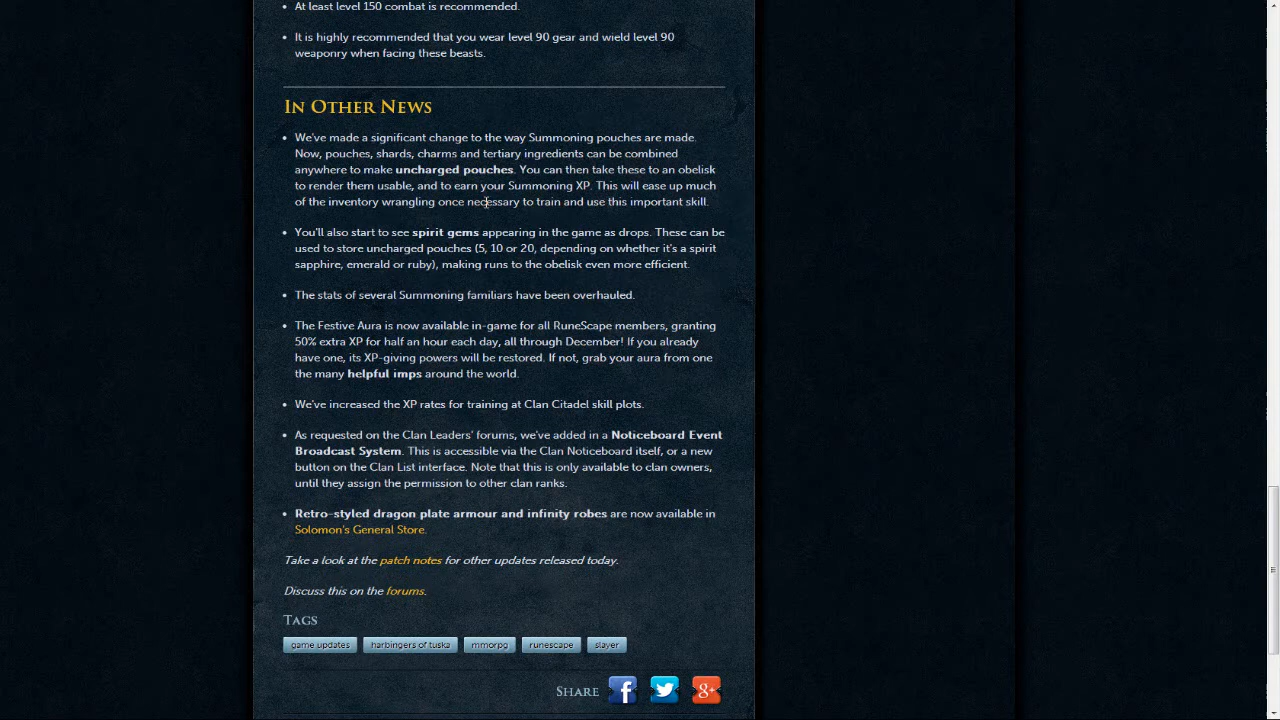 At least level 150 combat is recommended.
It is highly recommended that you wear level 90 gear and wield level 90
weaponry when facing these beasts.
In Other News
We've made a significant change to the way Summoning pouches are made.
Now, pouches, shards, charms and tertiary ingredients can be combined
anywhere to make uncharged pouches. You can then take these to an obelisk
to render them usable, and to earn your Summoning XP. This will ease up much
of the inventory wrangling once necessary to train and use this important skill.
You'll also start to see spirit gems appearing in the game as drops. These can be
used to store uncharged pouches (5, 10 or 20, depending on whether it's a spirit
sapphire, emerald or ruby), making runs to the obelisk even more efficient.
The stats of several Summoning familiars have been overhauled.
The Festive Aura is now available in-game for all RuneScape members, granting
50% extra XP for half an hour each day, all through December! If you already
have one, its XP-giving powers will be restored. If not, grab your aura from one
the many helpful imps around the world.
We've increased the XP rates for training at Clan Citadel skill plots.
As requested on the Clan Leaders' forums, we've added in a Noticeboard Event
Broadcast System. This is accessible via the Clan Noticeboard itself, or a new
button on the Clan List interface. Note that this is only available to clan owners,
until they assign the permission to other clan ranks.
Retro-styled dragon plate armour and infinity robes are now available in
Solomon's General Store.
Take a look at the patch notes for other updates released today.
Discuss this on the forums.
Tags
game updates harbingers of tuska mmorpg runescape slayer
Share f g+